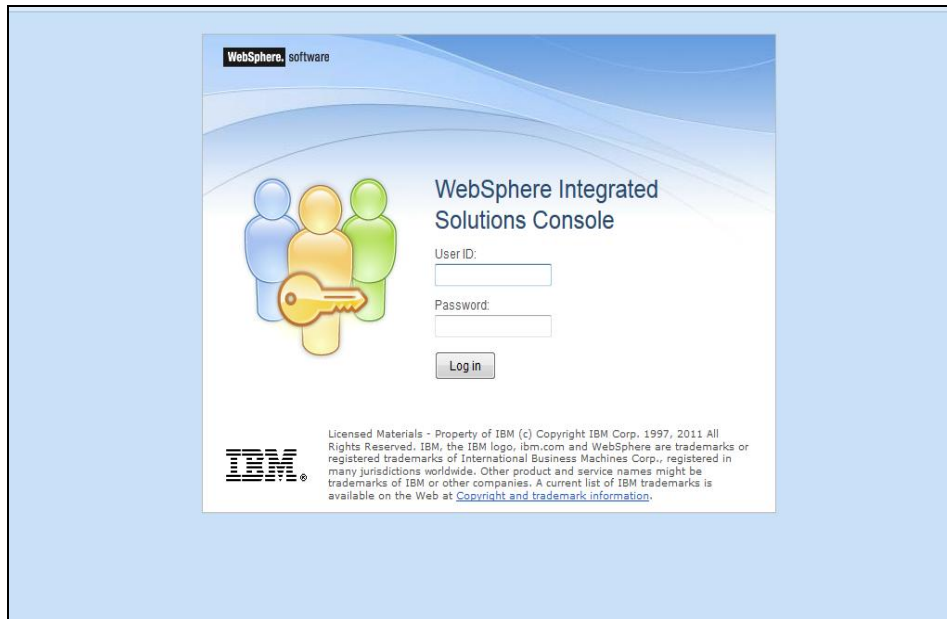 WebSphere. software
WebSphere Integrated
Solutions Console
User ID:
Password:
Log in
Licensed Materials - Property of IBM (c) Copyright IBM Corp. 1997, 2011 All
Rights Reserved. IBM, the IBM logo, ibm.com and WebSphere are trademarks or
registered trademarks of International Business Machines Corp., registered in
many jurisdictions worldwide. Other product and service names might be
trademarks of IBM or other companies. A current list of IBM trademarks is
available on the Web at Copyright and trademark information.
IBM®